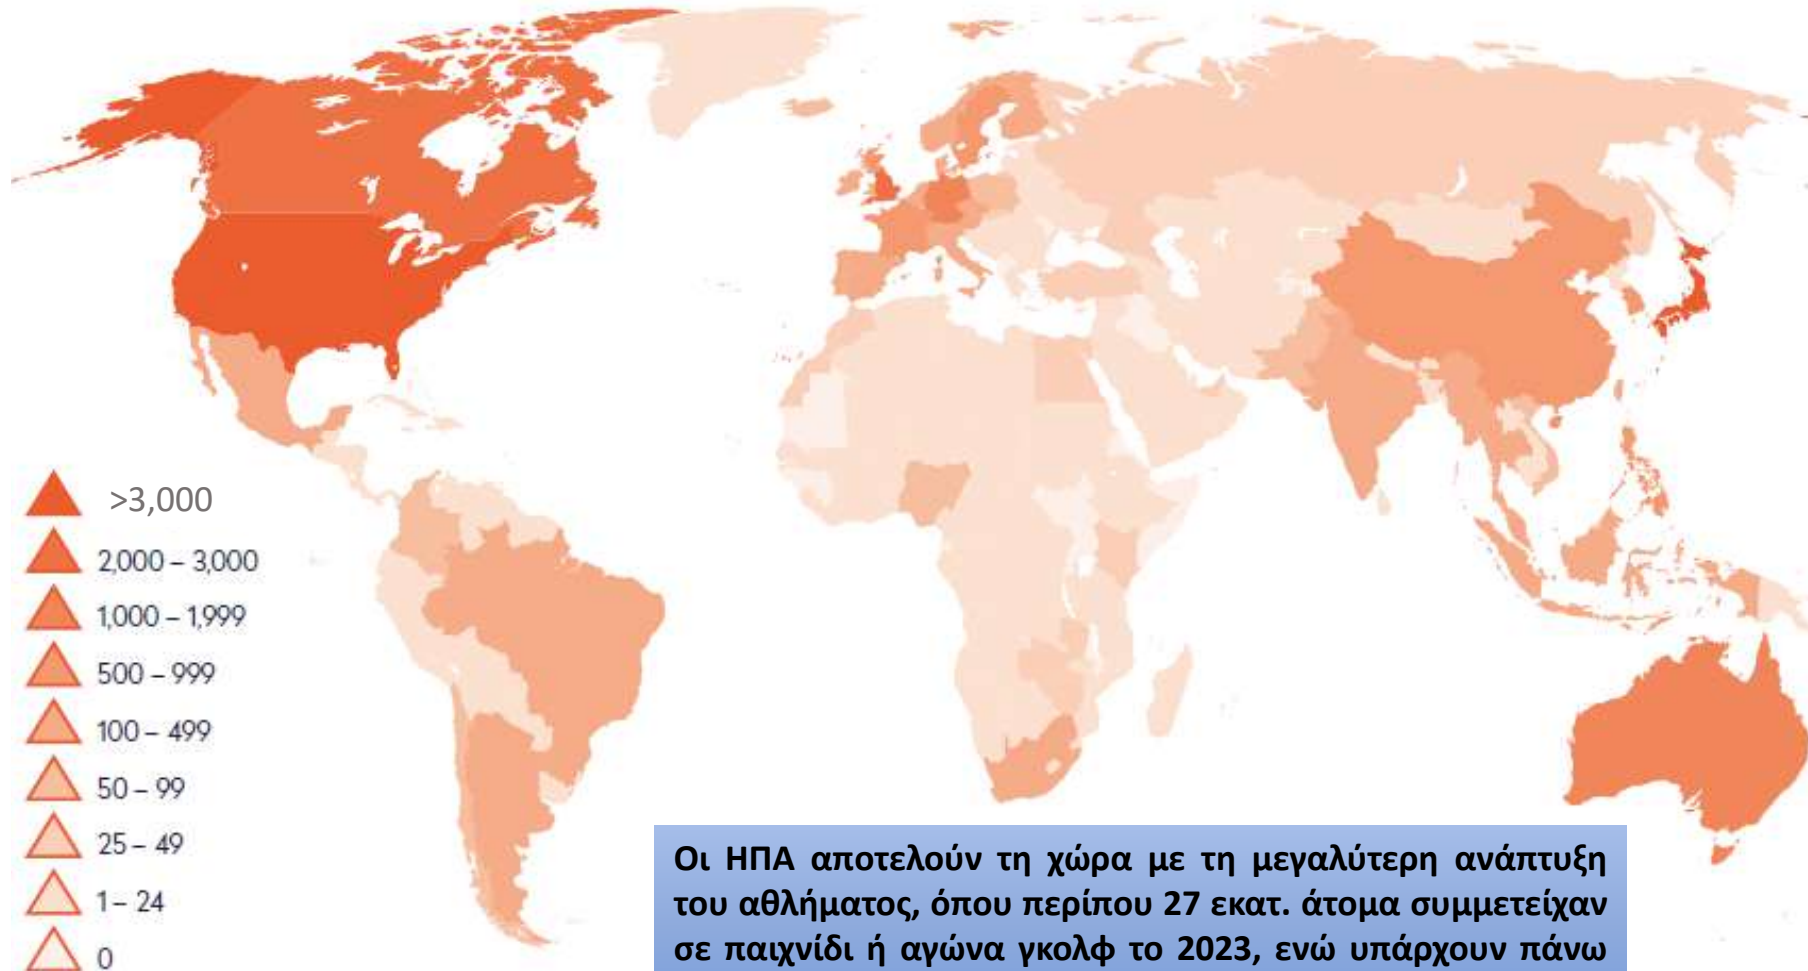 >3,000
2,000 – 3,000
1,000 – 1,999
500 – 999
100 – 499
50 – 99
25 – 49
1 – 24
0
Οι ΗΠΑ αποτελούν τη χώρα με τη μεγαλύτερη ανάπτυξη
του αθλήματος, όπου περίπου 27 εκατ. άτομα συμμετείχαν
σε παιχνίδι ή αγώνα γκολφ το 2023, ενώ υπάρχουν πάνω